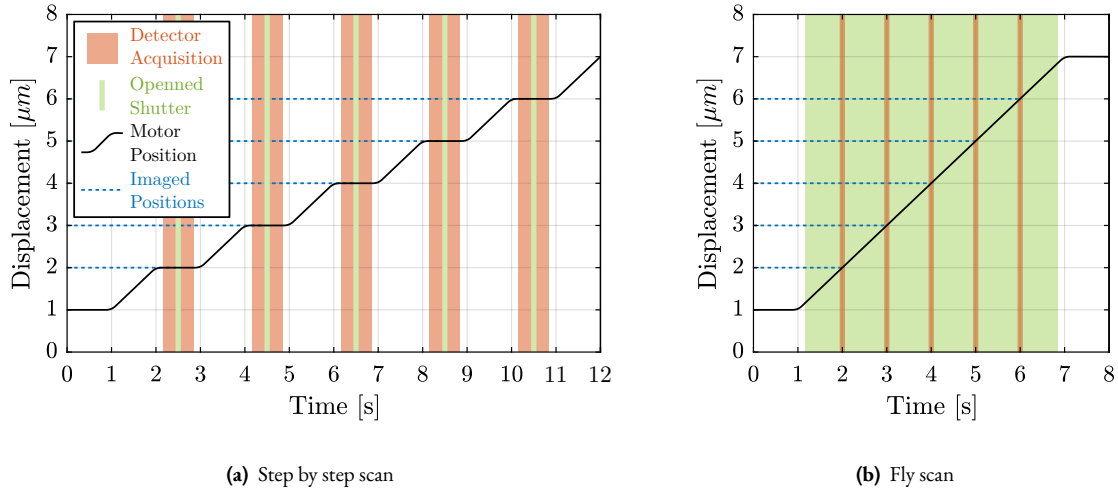 8
7
6
5
4
3
2
1
0
Displacement [μm]
Detector
Acquisition
Openned
Shutter
Motor
Position
Imaged
Positions
0 1 2 3 4 5 6 7 8 9 10 11 12
Time [s]
(a) Step by step scan
8
7
6
5
4
3
2
1
0
Displacement [μm]
0 1 2 3 4 5 6 7 8
Time [s]
(b) Fly scan